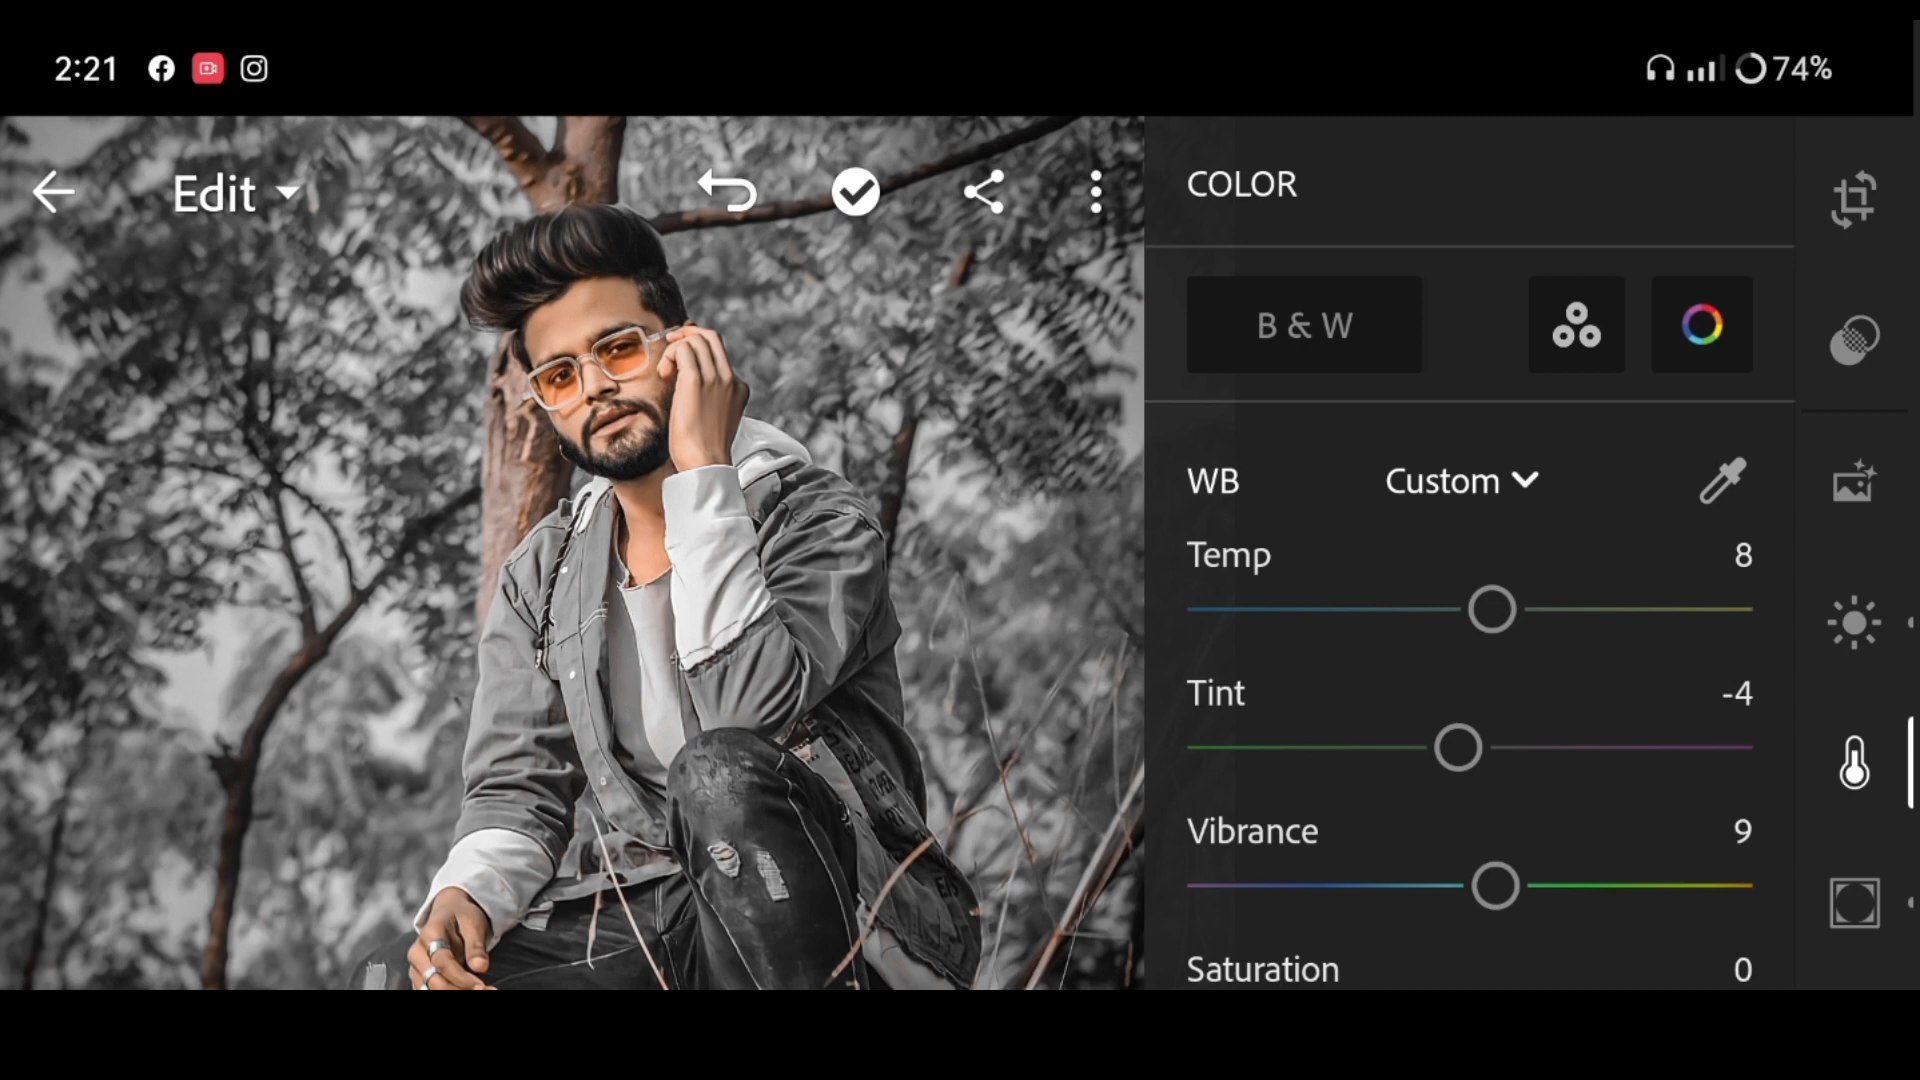 2:21
74%
Edit
COLOR
B & W
WB Custom
Temp 8
Tint -4
Vibrance 9
Saturation 0